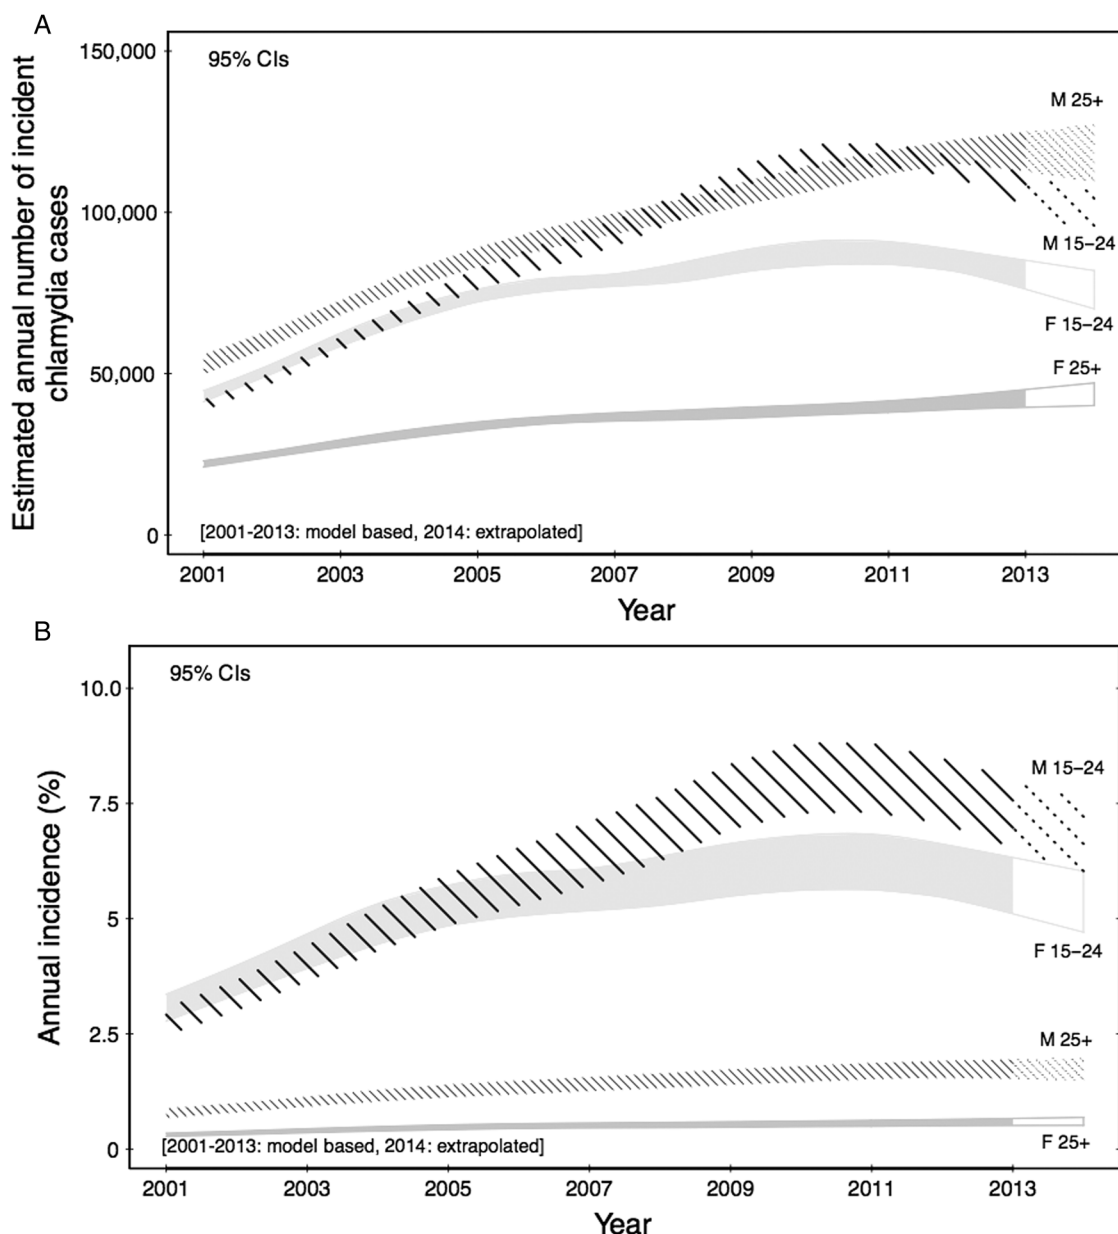 A
Estimated annual number of incident
chlamydia cases
150,000
100,000
50,000
0
95% CIs
M 25+
M 15–24
F 15–24
F 25+
[2001-2013: model based, 2014: extrapolated]
2001 2003 2005 2007 2009 2011 2013
Year
B
Annual incidence (%)
10.0
7.5
5
2.5
0
95% CIs
M 15–24
F 15–24
M 25+
F 25+
[2001-2013: model based, 2014: extrapolated]
2001 2003 2005 2007 2009 2011 2013
Year